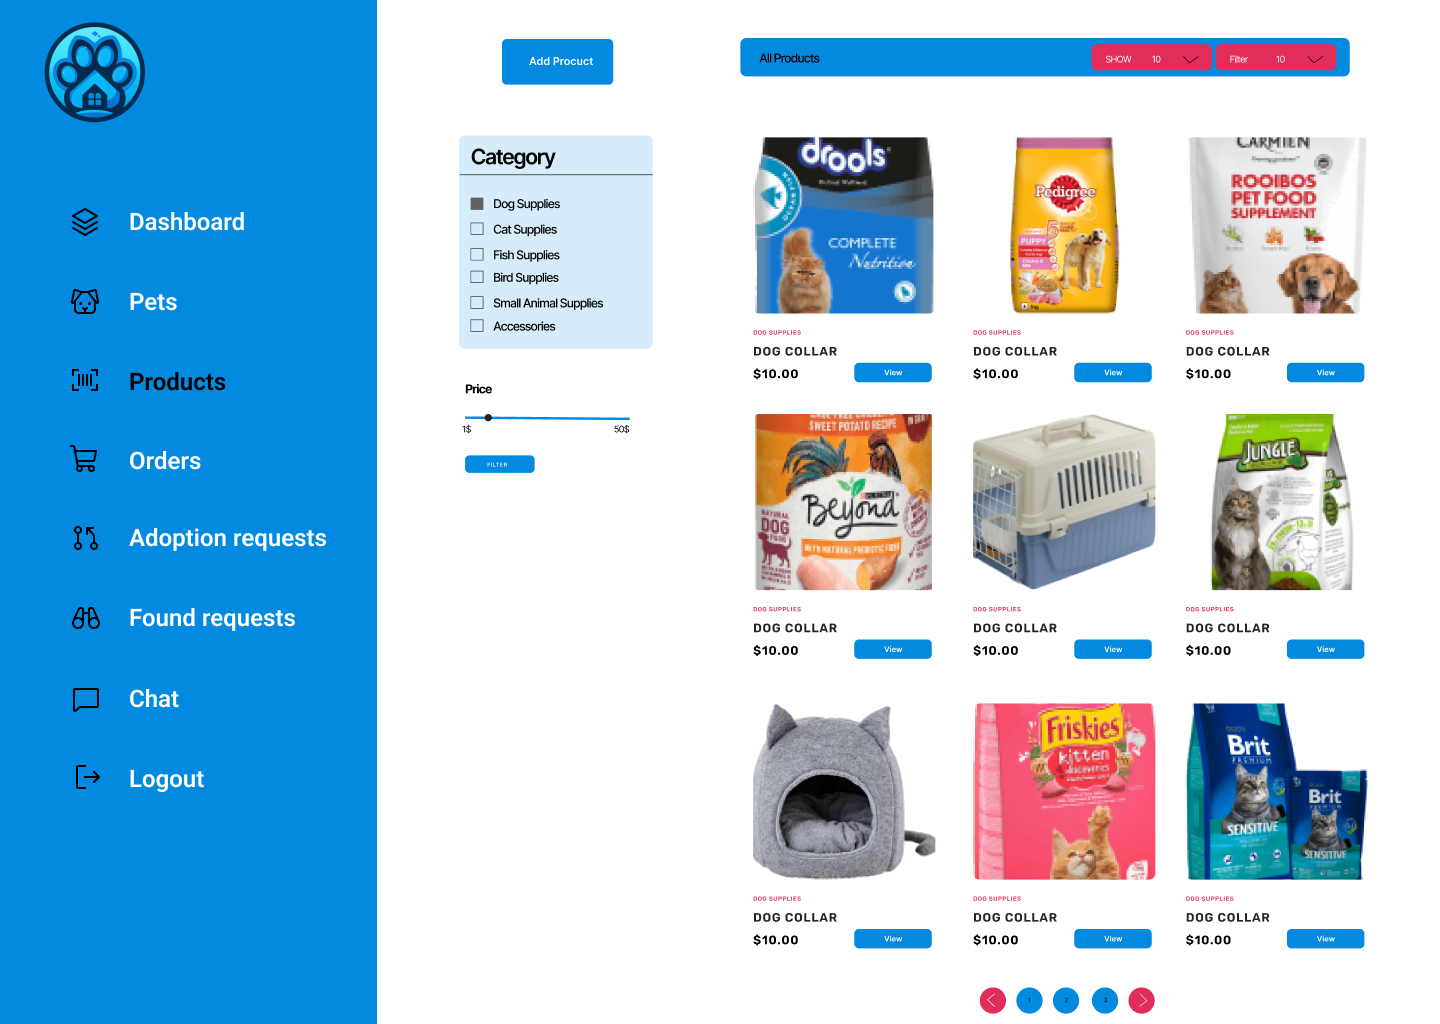 Dashboard
Pets
Products
Orders
Adoption requests
Found requests
Chat
Logout
Add Procuct
All Products
SHOW 10
Filter 10
Category
Dog Supplies
Cat Supplies
Fish Supplies
Bird Supplies
Small Animal Supplies
Accessories
Price
1$ 50$
FILTER
drools
COMPLETE
Nutrition
DOG SUPPLIES
DOG COLLAR
$10.00
View
Pedigree
PUPPY
DOG SUPPLIES
DOG COLLAR
$10.00
View
CARMIEN
ROOIBOS
PET FOOD
SUPPLEMENT
DOG SUPPLIES
DOG COLLAR
$10.00
View
SWEET POTATO RECIPE
Beyond
NATURAL
DOG
FOOD
WITH NATURAL PREBIOTIC FIBER
DOG SUPPLIES
DOG COLLAR
$10.00
View
DOG SUPPLIES
DOG COLLAR
$10.00
View
JUNGLE
DOG SUPPLIES
DOG COLLAR
$10.00
View
DOG SUPPLIES
DOG COLLAR
$10.00
View
Friskies
kitten
discoveries
DOG SUPPLIES
DOG COLLAR
$10.00
View
Brit
PREMIUM
SENSITIVE
Brit
PREMIUM
SENSITIVE
DOG SUPPLIES
DOG COLLAR
$10.00
View
1 2 3